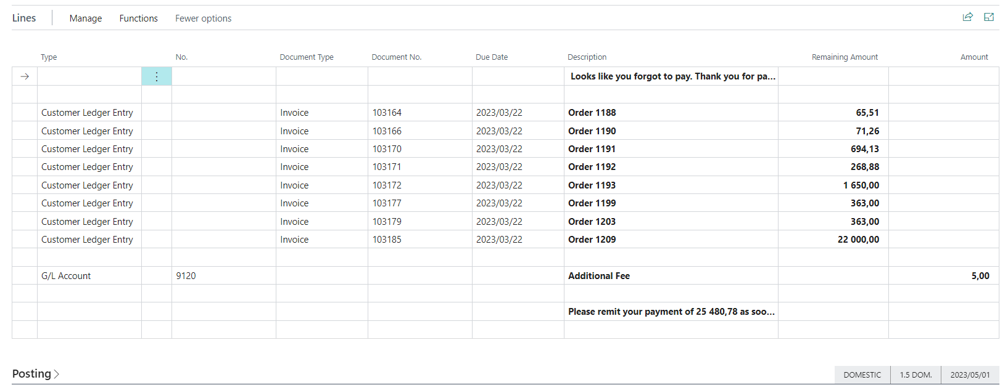 Lines Manage Functions Fewer options
Type No. Document Type Document No. Due Date Description Remaining Amount Amount
Looks like you forgot to pay. Thank you for pa...
Customer Ledger Entry Invoice 103164 2023/03/22 Order 1188 65,51
Customer Ledger Entry Invoice 103166 2023/03/22 Order 1190 71,26
Customer Ledger Entry Invoice 103170 2023/03/22 Order 1191 694,13
Customer Ledger Entry Invoice 103171 2023/03/22 Order 1192 268,88
Customer Ledger Entry Invoice 103172 2023/03/22 Order 1193 1 650,00
Customer Ledger Entry Invoice 103177 2023/03/22 Order 1199 363,00
Customer Ledger Entry Invoice 103179 2023/03/22 Order 1203 363,00
Customer Ledger Entry Invoice 103185 2023/03/22 Order 1209 22 000,00
G/L Account 9120 Additional Fee 5,00
Please remit your payment of 25 480,78 as soo...
Posting DOMESTIC 1.5 DOM. 2023/05/01